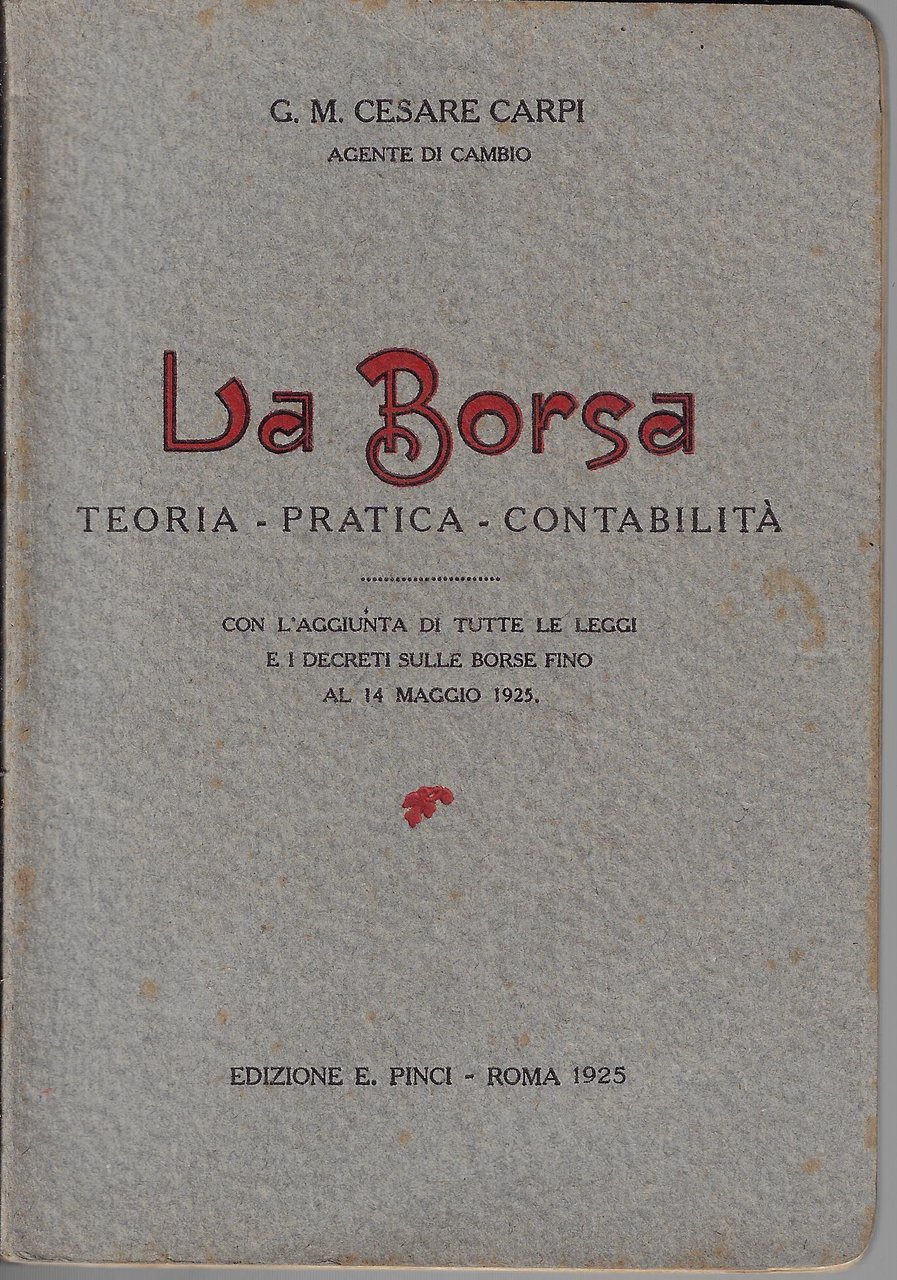 G. M. CESARE CARPI
AGENTE DI CAMBIO
La Borsa
TEORIA - PRATICA - CONTABILITÀ
CON L'AGGIUNTA DI TUTTE LE LEGGI
E I DECRETI SULLE BORSE FINO
AL 14 MAGGIO 1925.
EDIZIONE E. PINCI - ROMA 1925